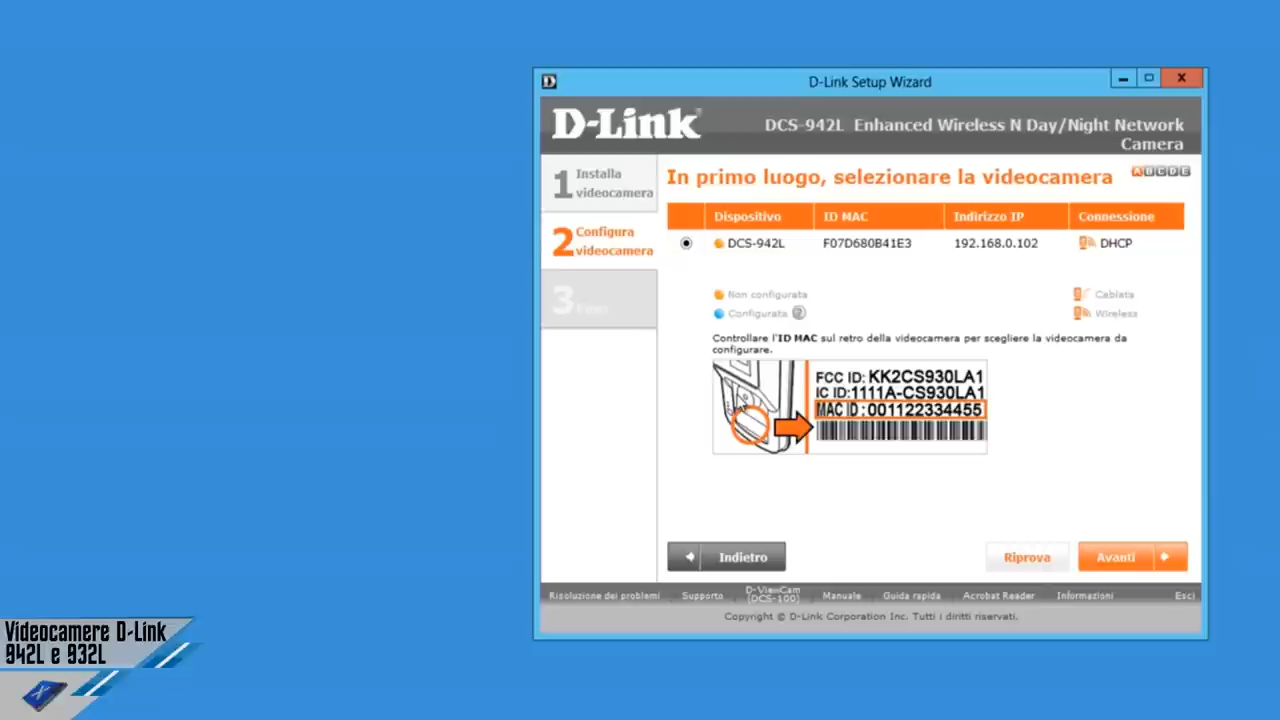 D-Link Setup Wizard
D-Link
DCS-942L Enhanced Wireless N Day/Night Network
Camera
1 Installa
videocamera
2 Configura
videocamera
3 Fine
In primo luogo, selezionare la videocamera
A B C D E
Dispositivo ID MAC Indirizzo IP Connessione
DCS-942L F07D680B41E3 192.168.0.102 DHCP
Non configurata Cablata
Configurata ? Wireless
Controllare l'ID MAC sul retro della videocamera per scegliere la videocamera da
configurare.
FCC ID: KK2CS930LA1
IC ID:1111A-CS930LA1
MAC ID : 001122334455
Indietro Riprova Avanti
Risoluzione dei problemi Supporto D-ViewCam (DCS-100) Manuale Guida rapida Acrobat Reader Informazioni Esci
Copyright © D-Link Corporation Inc. Tutti i diritti riservati.
Videocamere D-Link
942L e 932L